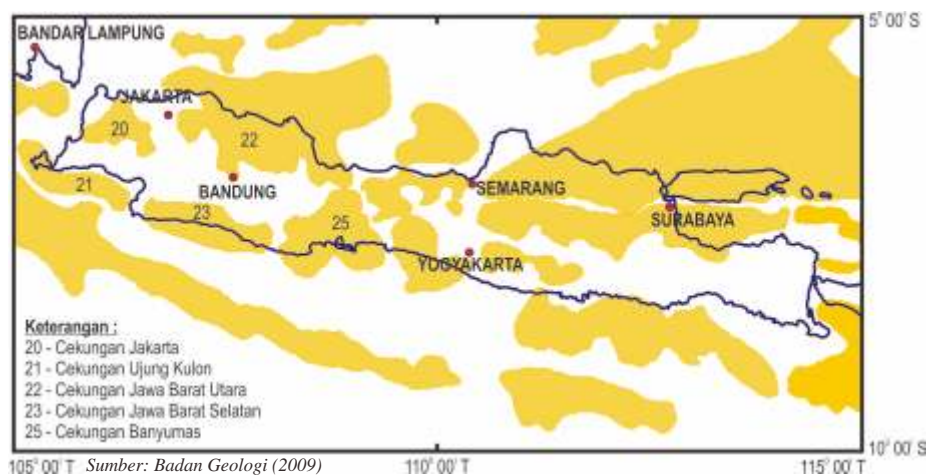 5° 00' S
BANDAR LAMPUNG
JAKARTA
20
22
BANDUNG
21
23
25
SEMARANG
SURABAYA
YOGYAKARTA
Keterangan :
20 - Cekungan Jakarta
21 - Cekungan Ujung Kulon
22 - Cekungan Jawa Barat Utara
23 - Cekungan Jawa Barat Selatan
25 - Cekungan Banyumas
10° 00' S
105° 00' T
Sumber: Badan Geologi (2009)
110° 00' T
115° 00' T